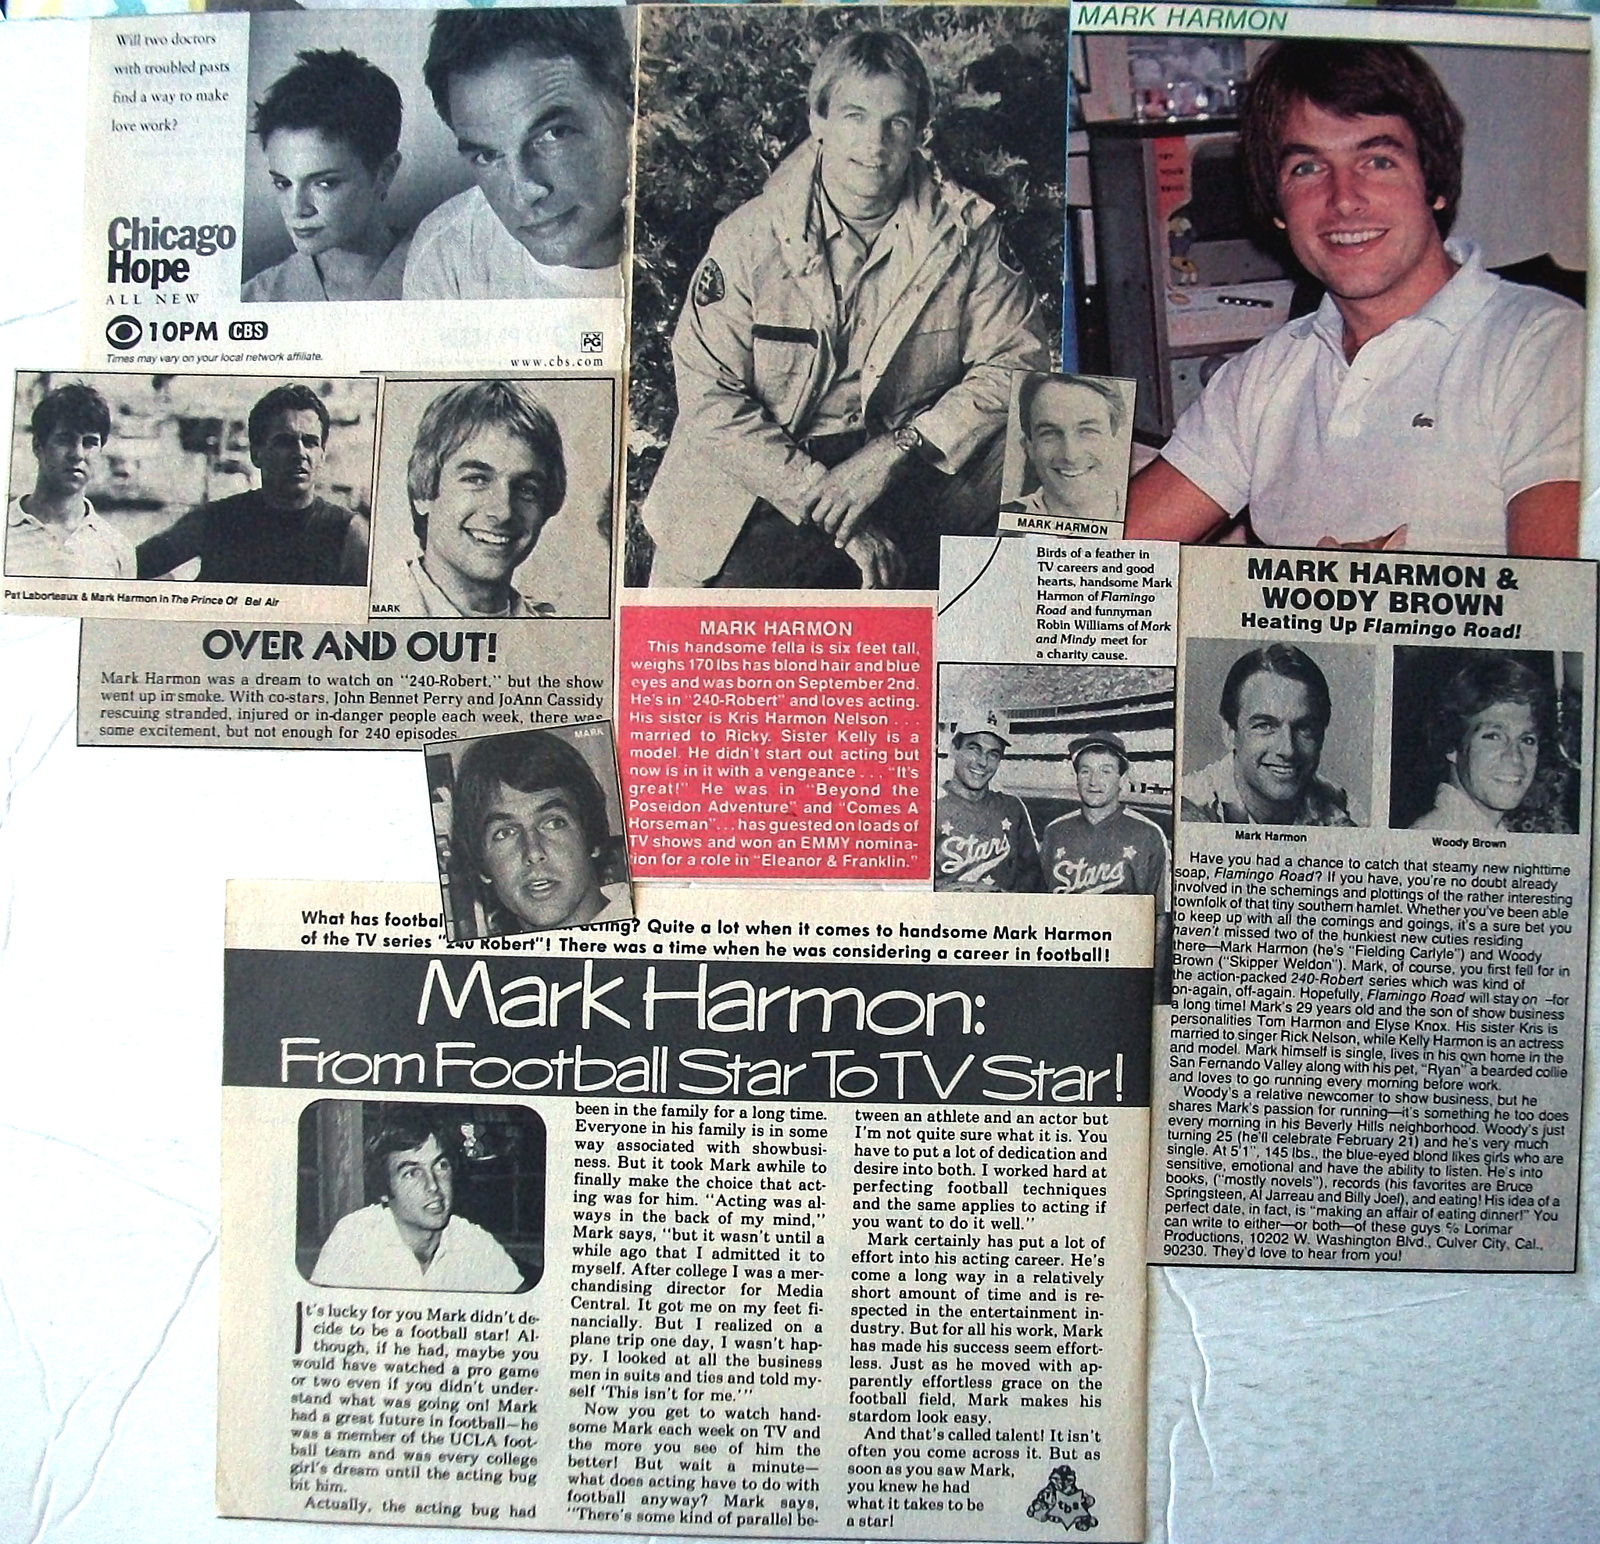 Will two doctors
with troubled pasts
find a way to make
love work?
Chicago
Hope
ALL NEW
10PM CBS
TV
PG
Times may vary on your local network affiliate.
www.cbs.com
MARK HARMON
Pat Laborteaux & Mark Harmon in The Prince Of Bel Air
MARK
OVER AND OUT!
Mark Harmon was a dream to watch on "240-Robert," but the show
went up in smoke. With co-stars, John Bennet Perry and JoAnn Cassidy
rescuing stranded, injured or in-danger people each week, there was
some excitement, but not enough for 240 episodes.
MARK
MARK HARMON
This handsome fella is six feet tall,
weighs 170 lbs has blond hair and blue
eyes and was born on September 2nd.
He's in "240-Robert" and loves acting.
His sister is Kris Harmon Nelson . . .
married to Ricky. Sister Kelly is a
model. He didn't start out acting but
now is in it with a vengeance . . . "It's
great!" He was in "Beyond the
Poseidon Adventure" and "Comes A
Horseman"... has guested on loads of
TV shows and won an EMMY nomina-
ion for a role in "Eleanor & Franklin."
MARK HARMON
Birds of a feather in
TV careers and good
hearts, handsome Mark
Harmon of Flamingo
Road and funnyman
Robin Williams of Mork
and Mindy meet for
a charity cause.
Stars
Stars
MARK HARMON &
WOODY BROWN
Heating Up Flamingo Road!
Mark Harmon
Woody Brown
Have you had a chance to catch that steamy new nighttime
soap, Flamingo Road? If you have, you're no doubt already
involved in the schemings and plottings of the rather interesting
townfolk of that tiny southern hamlet. Whether you've been able
to keep up with all the comings and goings, it's a sure bet you
haven't missed two of the hunkiest new cuties residing
there—Mark Harmon (he's "Fielding Carlyle") and Woody
Brown ("Skipper Weldon"). Mark, of course, you first fell for in
the action-packed 240-Robert series which was kind of
on-again, off-again. Hopefully, Flamingo Road will stay on –for
a long time! Mark's 29 years old and the son of show business
personalities Tom Harmon and Elyse Knox. His sister Kris is
married to singer Rick Nelson, while Kelly Harmon is an actress
and model. Mark himself is single, lives in his own home in the
San Fernando Valley along with his pet, "Ryan" a bearded collie
and loves to go running every morning before work.
Woody's a relative newcomer to show business, but he
shares Mark's passion for running—it's something he too does
every morning in his Beverly Hills neighborhood. Woody's just
turning 25 (he'll celebrate February 21) and he's very much
single. At 5'1", 145 lbs., the blue-eyed blond likes girls who are
sensitive, emotional and have the ability to listen. He's into
books, ("mostly novels"), records (his favorites are Bruce
Springsteen, Al Jarreau and Billy Joel), and eating! His idea of a
perfect date, in fact, is "making an affair of eating dinner!" You
can write to either—or both—of these guys ℅ Lorimar
Productions, 10202 W. Washington Blvd., Culver City, Cal.,
90230. They'd love to hear from you!
What has footbal acting? Quite a lot when it comes to handsome Mark Harmon
of the TV series "240 Robert"! There was a time when he was considering a career in football!
Mark Harmon:
From Football Star To TV Star!
It's lucky for you Mark didn't de-
cide to be a football star! Al-
though, if he had, maybe you
would have watched a pro game
or two even if you didn't under-
stand what was going on! Mark
had a great future in football—he
was a member of the UCLA foot-
ball team and was every college
girl's dream until the acting bug
bit him.
Actually, the acting bug had
been in the family for a long time.
Everyone in his family is in some
way associated with showbusi-
ness. But it took Mark awhile to
finally make the choice that act-
ing was for him. "Acting was al-
ways in the back of my mind,"
Mark says, "but it wasn't until a
while ago that I admitted it to
myself. After college I was a mer-
chandising director for Media
Central. It got me on my feet fi-
nancially. But I realized on a
plane trip one day, I wasn't hap-
py. I looked at all the business
men in suits and ties and told my-
self 'This isn't for me.'"
Now you get to watch hand-
some Mark each week on TV and
the more you see of him the
better! But wait a minute—
what does acting have to do with
football anyway? Mark says,
"There's some kind of parallel be-
tween an athlete and an actor but
I'm not quite sure what it is. You
have to put a lot of dedication and
desire into both. I worked hard at
perfecting football techniques
and the same applies to acting if
you want to do it well."
Mark certainly has put a lot of
effort into his acting career. He's
come a long way in a relatively
short amount of time and is re-
spected in the entertainment in-
dustry. But for all his work, Mark
has made his success seem effort-
less. Just as he moved with ap-
parently effortless grace on the
football field, Mark makes his
stardom look easy.
And that's called talent! It isn't
often you come across it. But as
soon as you saw Mark,
you knew he had
what it takes to be
a star!
tbs